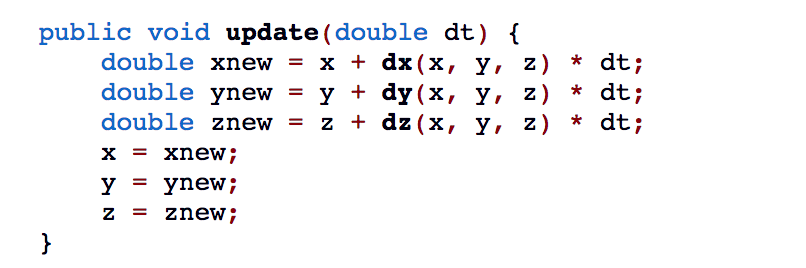 public void update(double dt) {
    double xnew = x + dx(x, y, z) * dt;
    double ynew = y + dy(x, y, z) * dt;
    double znew = z + dz(x, y, z) * dt;
    x = xnew;
    y = ynew;
    z = znew;
}